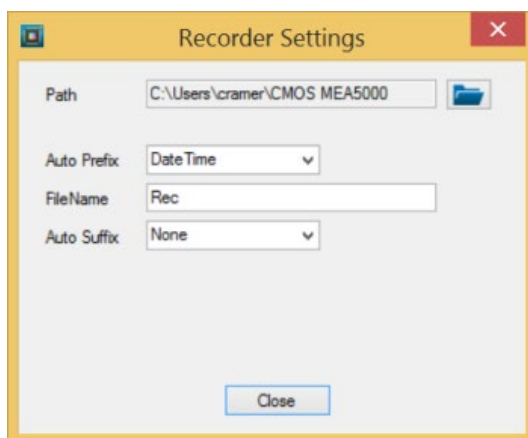 Recorder Settings
Path C:\Users\cramer\CMOS MEA5000
Auto Prefix DateTime
FileName Rec
Auto Suffix None
Close